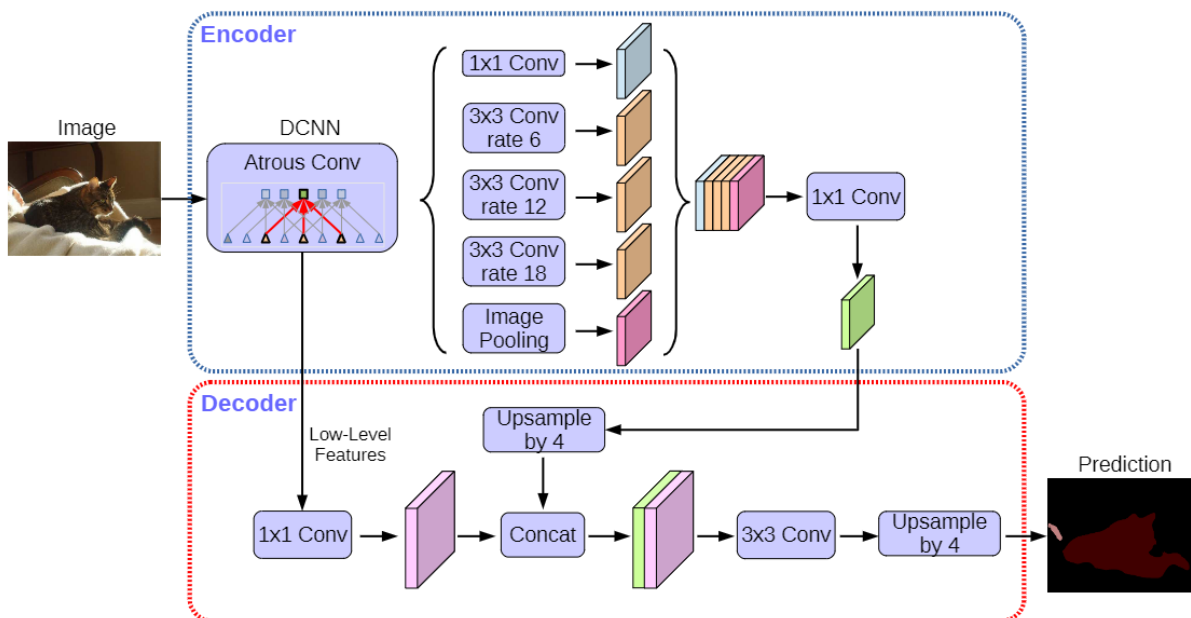 Encoder
Image
DCNN
Atrous Conv
1x1 Conv
3x3 Conv
rate 6
3x3 Conv
rate 12
3x3 Conv
rate 18
Image
Pooling
1x1 Conv
Decoder
Low-Level
Features
Upsample
by 4
1x1 Conv
Concat
3x3 Conv
Upsample
by 4
Prediction